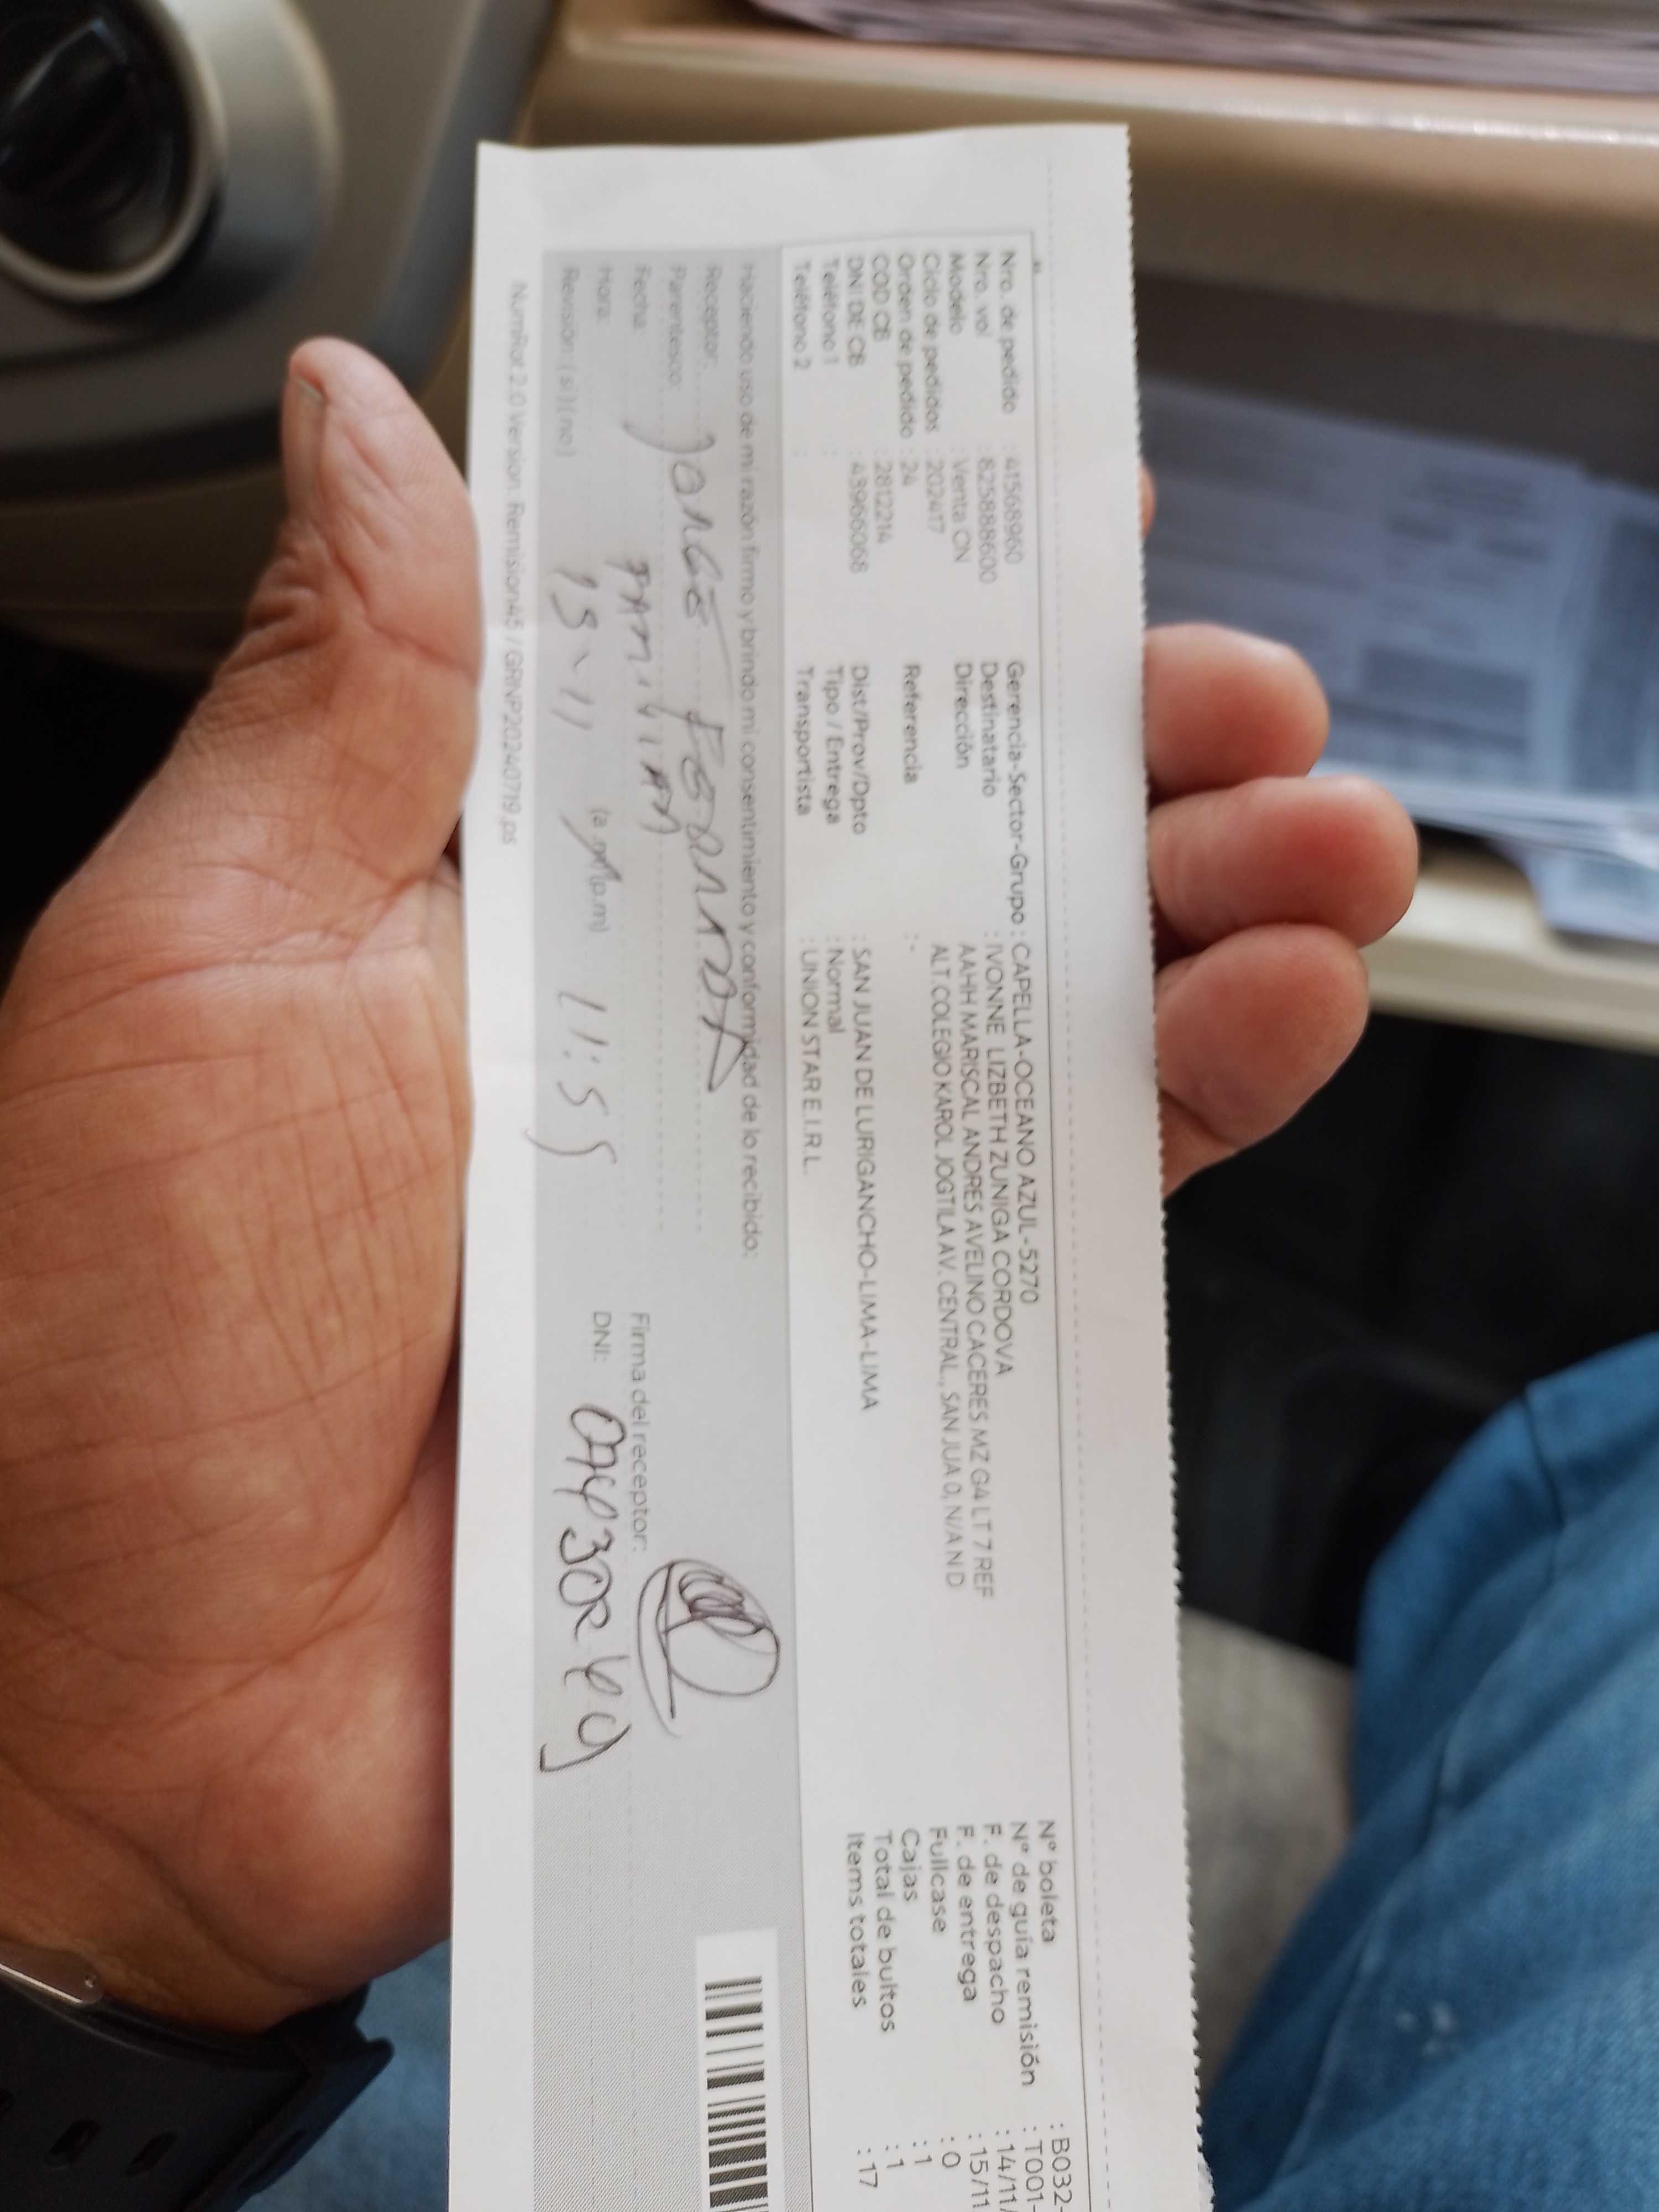 Nro. de pedido : 41568960
Nro. vol : 825888600
Modelo : Venta CN
Ciclo de pedidos : 202417
Orden de pedido : 24
COD CB : 2812214
DNI DE CB : 43966068
Teléfono 1 :
Teléfono 2 :
Gerencia-Sector-Grupo : CAPELLA-OCEANO AZUL-5270
Destinatario : IVONNE LIZBETH ZUNIGA CORDOVA
Dirección AAHH MARISCAL ANDRES AVELINO CACERES MZ G4 LT 7 REF
ALT.COLEGIO KAROL JOGTILA AV. CENTRAL., SAN JUA 0, N/A N D
Referencia : -
Dist/Prov/Dpto : SAN JUAN DE LURIGANCHO-LIMA-LIMA
Tipo / Entrega : Normal
Transportista : UNION STAR E.I.R.L.
N° boleta : B032-
N° de guía remisión : T001-
F. de despacho : 14/11/
F. de entrega : 15/11
Fullcase : 0
Cajas : 1
Total de bultos : 1
Items totales : 17
Haciendo uso de mi razón firmo y brindo mi consentimiento y conformidad de lo recibido:
Receptor: JORGE
Parentesco:
Fecha: 15-11
Hora: (a.m/p.m) 11:55
Revisión: (si) (no)
Firma del receptor:
DNI:
NumRot 2.0 Version: Remision45 / GRNP20240719.ps